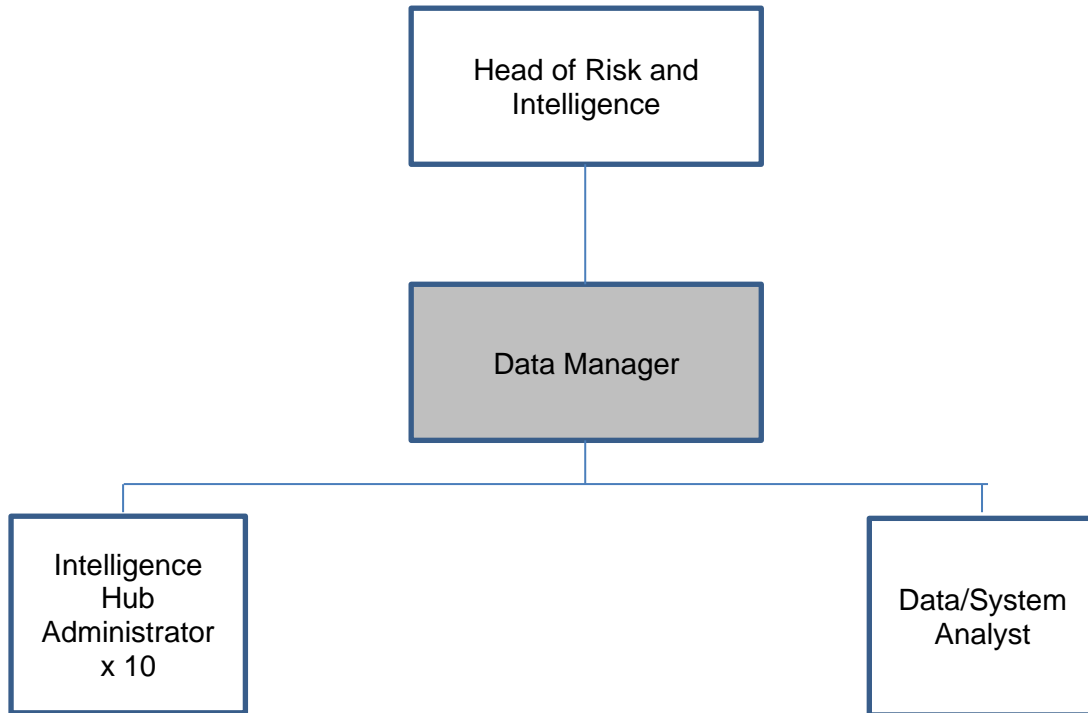 Head of Risk and
Intelligence
Data Manager
Intelligence
Hub
Administrator
x 10
Data/System
Analyst